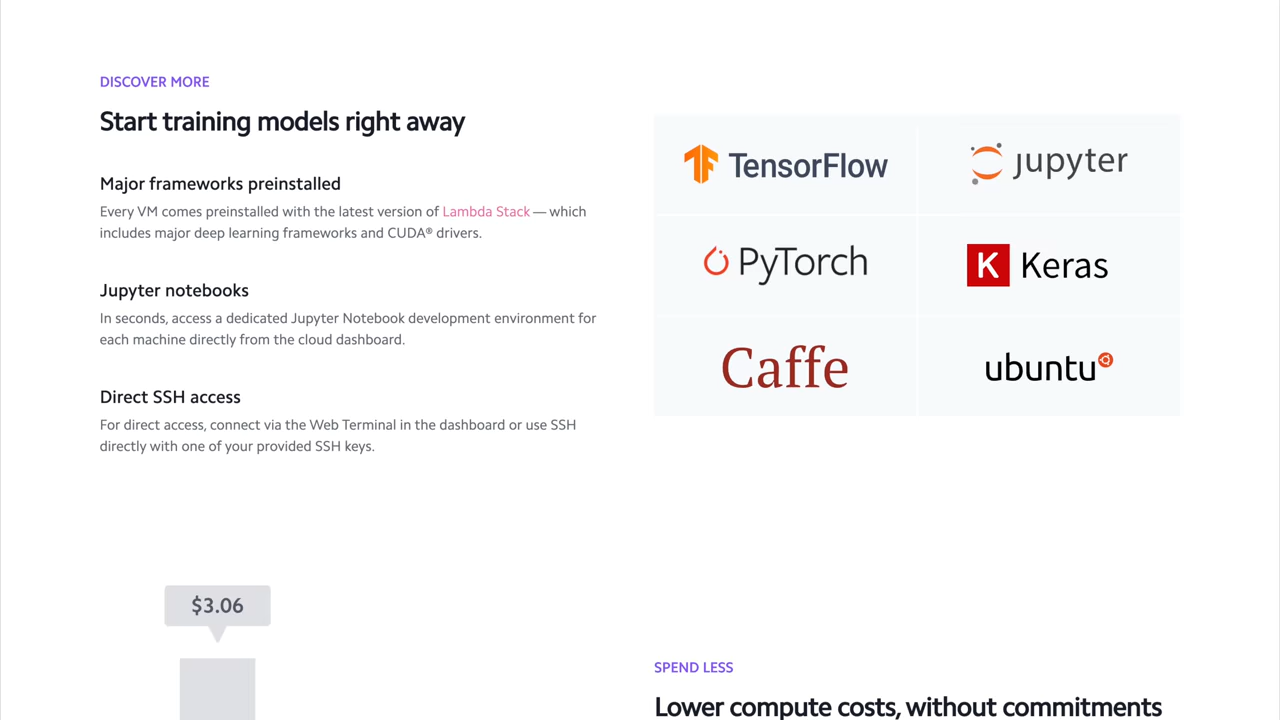 DISCOVER MORE
Start training models right away
Major frameworks preinstalled
Every VM comes preinstalled with the latest version of Lambda Stack — which
includes major deep learning frameworks and CUDA® drivers.
Jupyter notebooks
In seconds, access a dedicated Jupyter Notebook development environment for
each machine directly from the cloud dashboard.
Direct SSH access
For direct access, connect via the Web Terminal in the dashboard or use SSH
directly with one of your provided SSH keys.
TensorFlow
jupyter
PyTorch
K Keras
Caffe
ubuntu
$3.06
SPEND LESS
Lower compute costs, without commitments